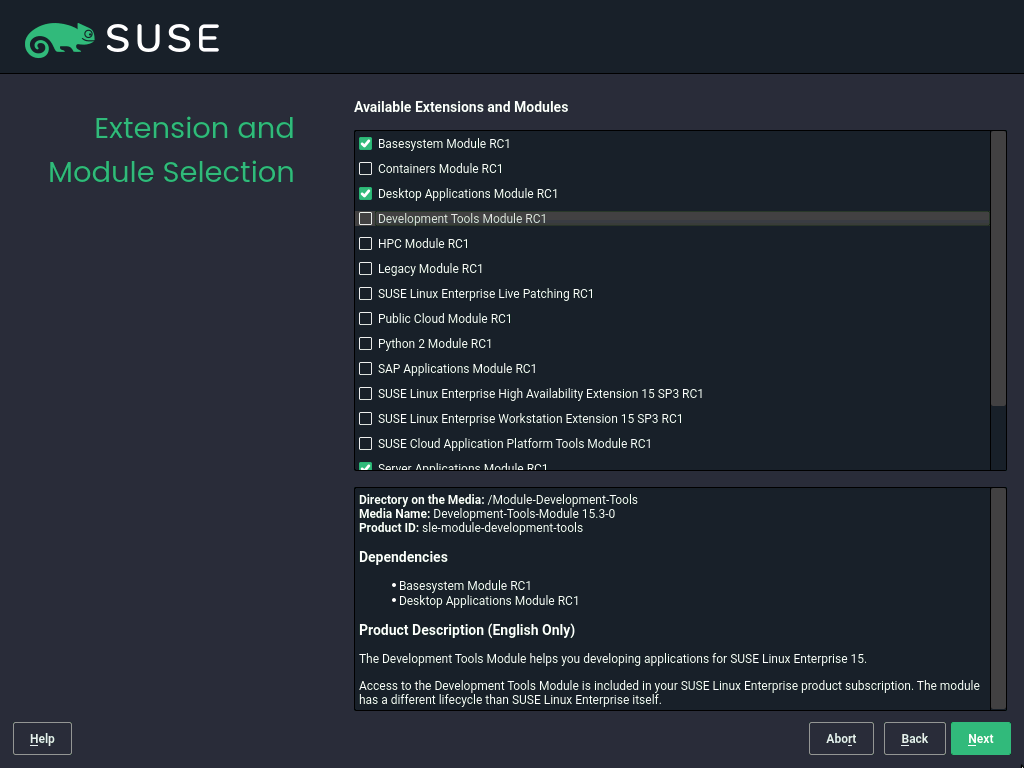 SUSE
Extension and
Module Selection
Available Extensions and Modules
Basesystem Module RC1
Containers Module RC1
Desktop Applications Module RC1
Development Tools Module RC1
HPC Module RC1
Legacy Module RC1
SUSE Linux Enterprise Live Patching RC1
Public Cloud Module RC1
Python 2 Module RC1
SAP Applications Module RC1
SUSE Linux Enterprise High Availability Extension 15 SP3 RC1
SUSE Linux Enterprise Workstation Extension 15 SP3 RC1
SUSE Cloud Application Platform Tools Module RC1
Server Applications Module RC1
Directory on the Media: /Module-Development-Tools
Media Name: Development-Tools-Module 15.3-0
Product ID: sle-module-development-tools
Dependencies
• Basesystem Module RC1
• Desktop Applications Module RC1
Product Description (English Only)
The Development Tools Module helps you developing applications for SUSE Linux Enterprise 15.
Access to the Development Tools Module is included in your SUSE Linux Enterprise product subscription. The module
has a different lifecycle than SUSE Linux Enterprise itself.
Help
Abort
Back
Next